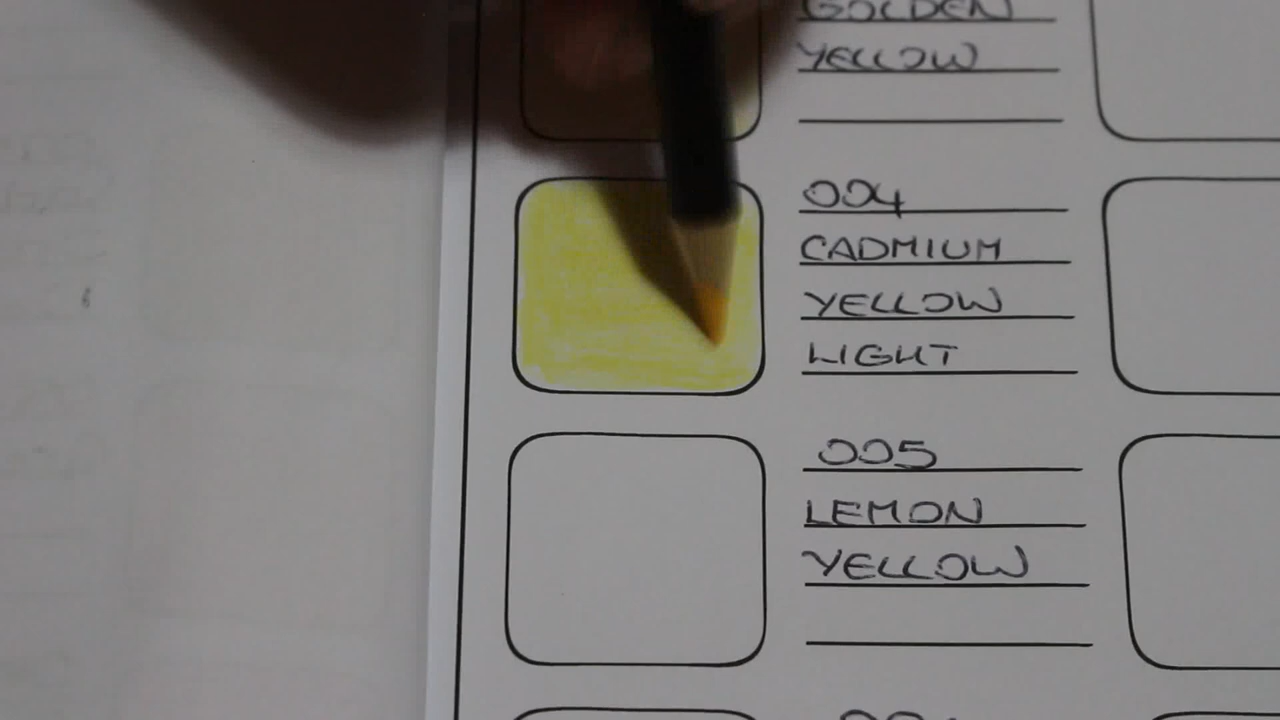 GOLDEN
YELLOW
004
CADMIUM
YELLOW
LIGHT
005
LEMON
YELLOW